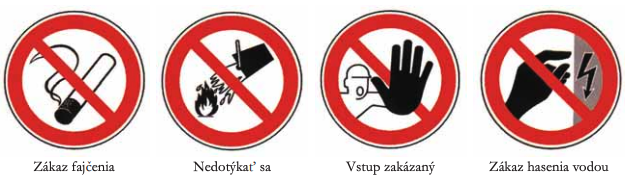 Zákaz fajčenia
Nedotýkať sa
Vstup zakázaný
Zákaz hasenia vodou